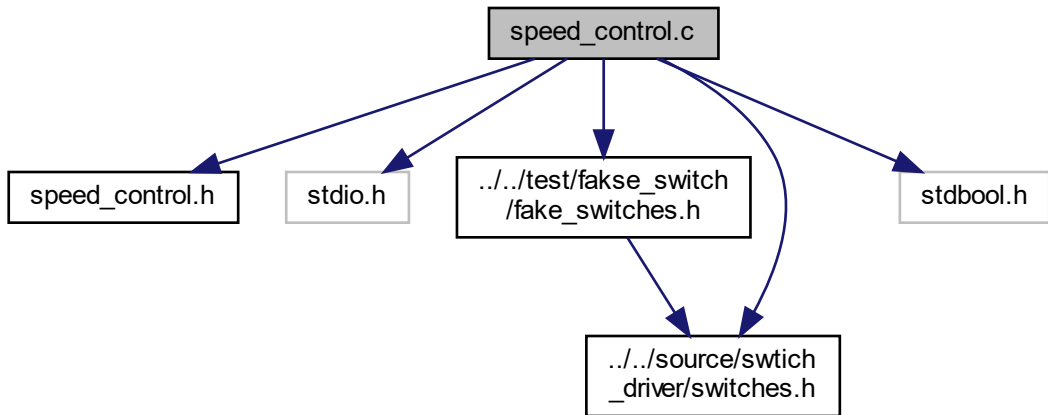 speed_control.c
speed_control.h
stdio.h
../../test/fakse_switch
/fake_switches.h
stdbool.h
../../source/swtich
_driver/switches.h